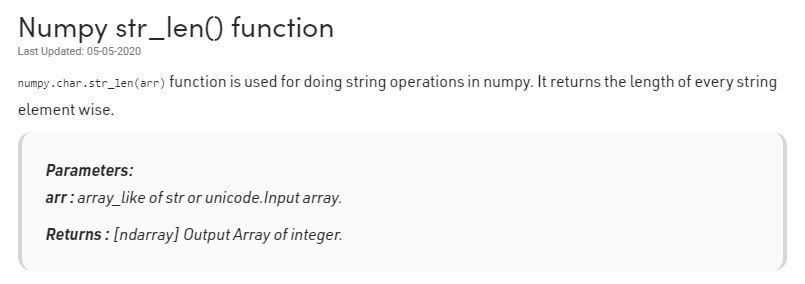 Numpy str_len() function
Last Updated: 05-05-2020
numpy.char.str_len(arr) function is used for doing string operations in numpy. It returns the length of every string
element wise.
Parameters:
arr : array_like of str or unicode.Input array.
Returns : [ndarray] Output Array of integer.